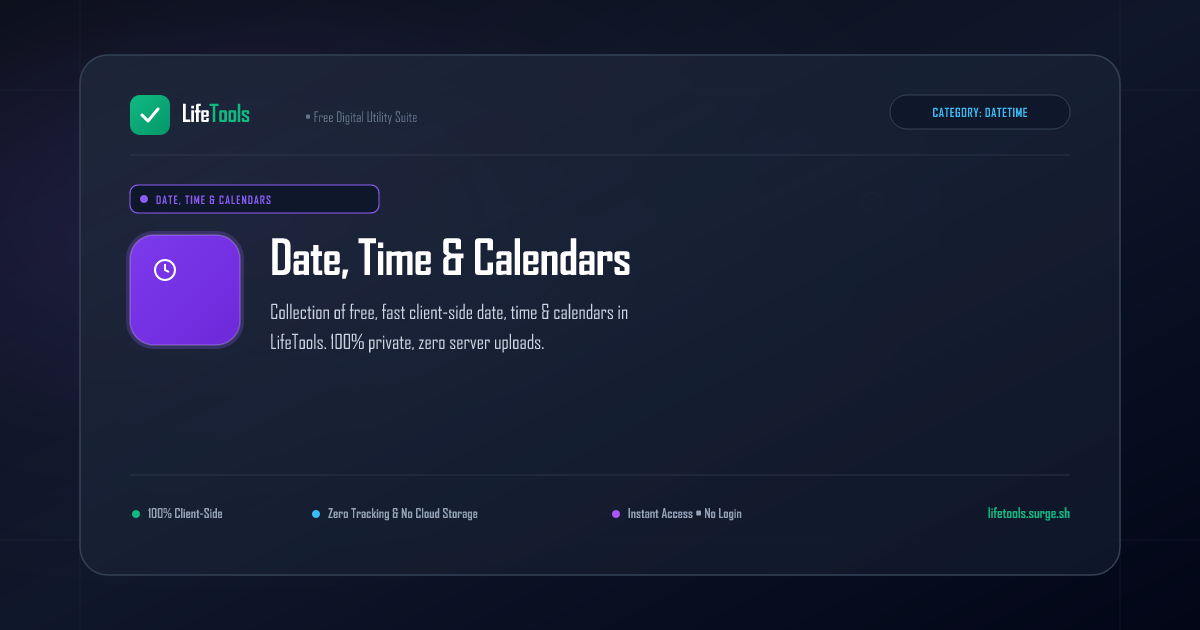 LifeTools
▪ Free Digital Utility Suite
CATEGORY: DATETIME
DATE, TIME & CALENDARS
Date, Time & Calendars
Collection of free, fast client-side date, time & calendars in
LifeTools. 100% private, zero server uploads.
100% Client-Side
Zero Tracking & No Cloud Storage
Instant Access ▪ No Login
lifetools.surge.sh